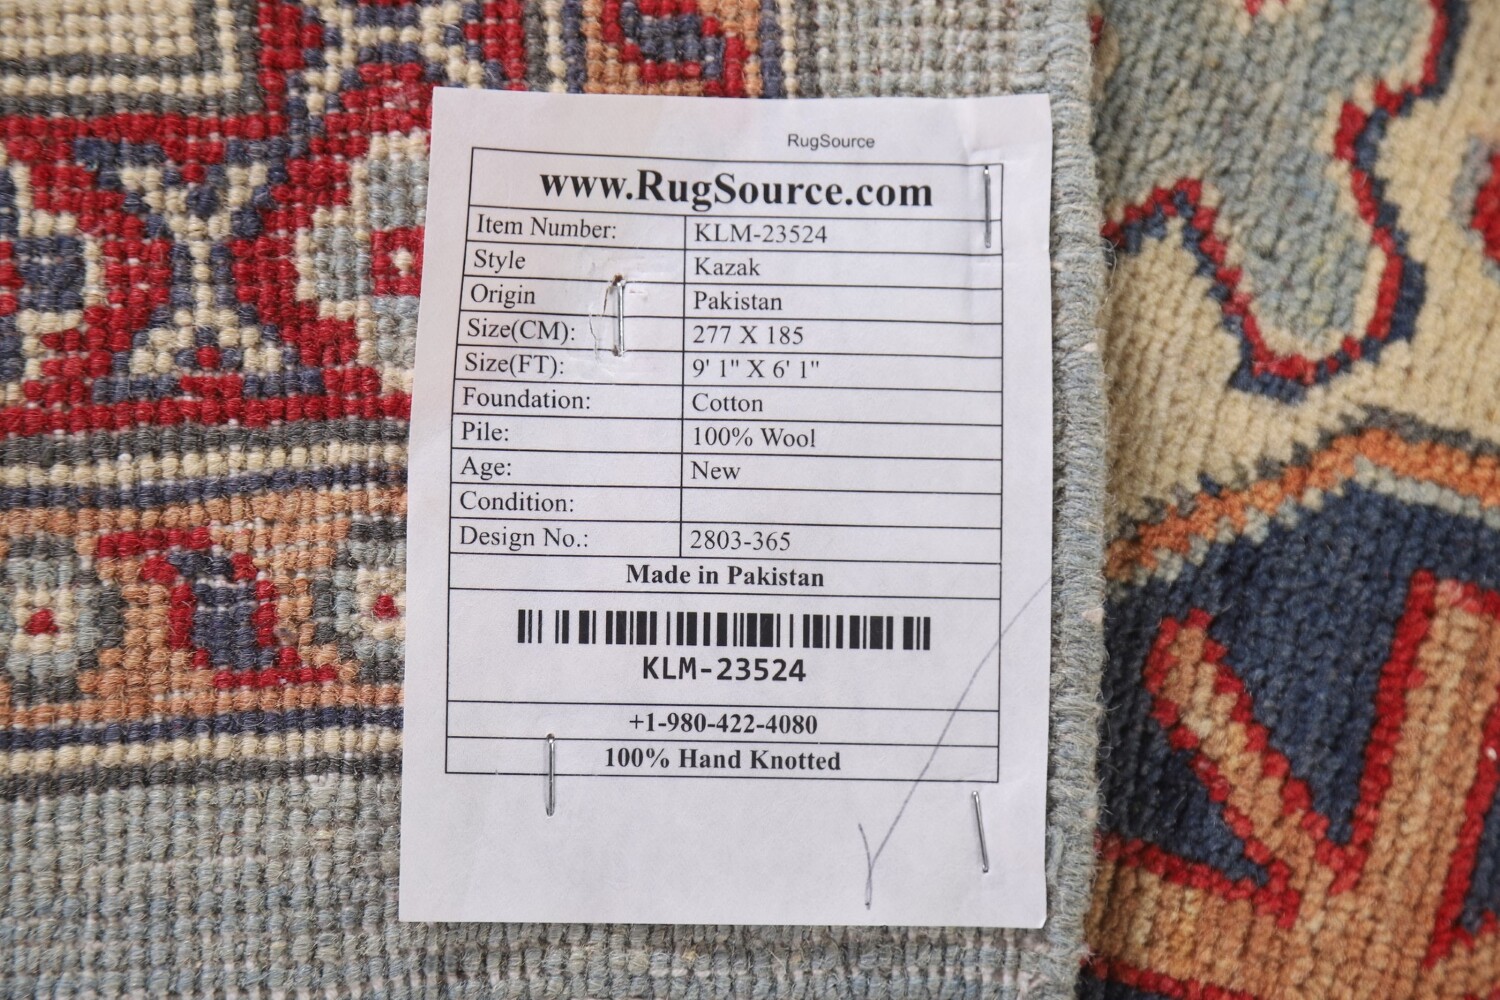 RugSource
www.RugSource.com
Item Number: KLM-23524
Style Kazak
Origin Pakistan
Size(CM): 277 X 185
Size(FT): 9' 1" X 6' 1"
Foundation: Cotton
Pile: 100% Wool
Age: New
Condition:
Design No.: 2803-365
Made in Pakistan
KLM-23524
+1-980-422-4080
100% Hand Knotted